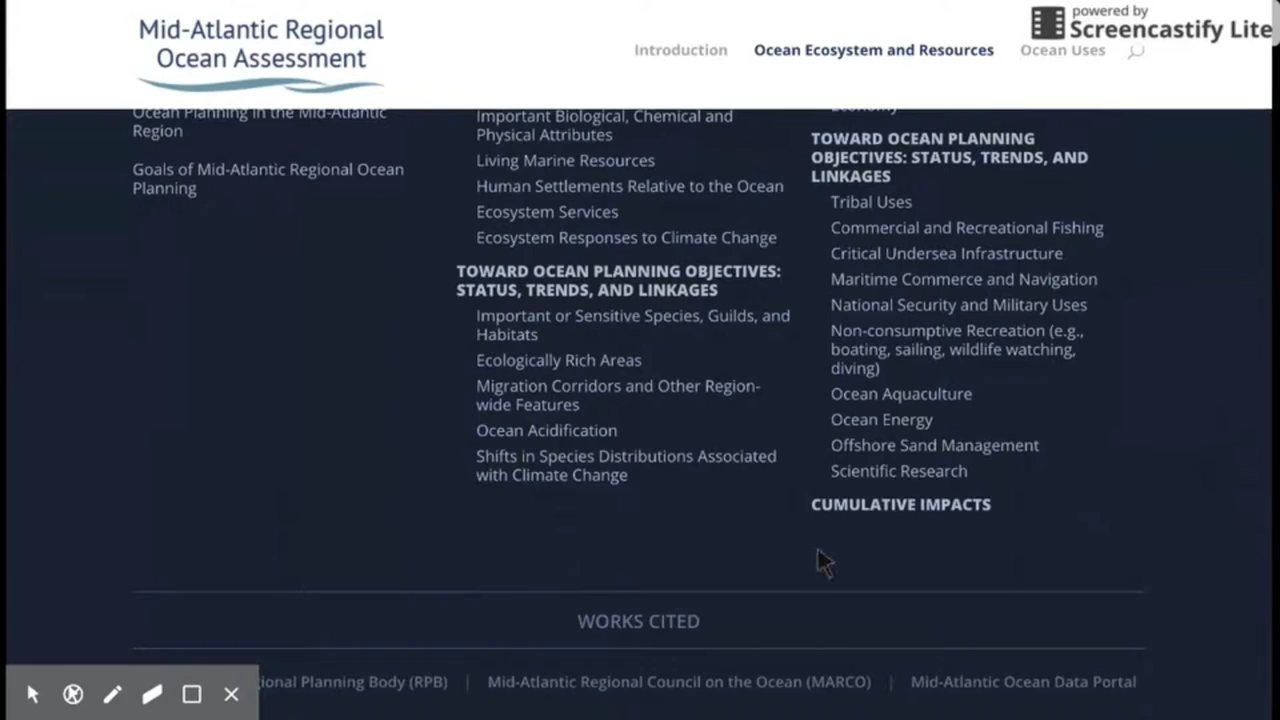 Mid-Atlantic Regional
Ocean Assessment
powered by
Screencastify Lite
Introduction
Ocean Ecosystem and Resources
Ocean Uses
Ocean Planning in the Mid-Atlantic
Region
Goals of Mid-Atlantic Regional Ocean
Planning
Important Biological, Chemical and
Physical Attributes
Living Marine Resources
Human Settlements Relative to the Ocean
Ecosystem Services
Ecosystem Responses to Climate Change
TOWARD OCEAN PLANNING OBJECTIVES:
STATUS, TRENDS, AND LINKAGES
Important or Sensitive Species, Guilds, and
Habitats
Ecologically Rich Areas
Migration Corridors and Other Region-
wide Features
Ocean Acidification
Shifts in Species Distributions Associated
with Climate Change
Economy
TOWARD OCEAN PLANNING
OBJECTIVES: STATUS, TRENDS, AND
LINKAGES
Tribal Uses
Commercial and Recreational Fishing
Critical Undersea Infrastructure
Maritime Commerce and Navigation
National Security and Military Uses
Non-consumptive Recreation (e.g.,
boating, sailing, wildlife watching,
diving)
Ocean Aquaculture
Ocean Energy
Offshore Sand Management
Scientific Research
CUMULATIVE IMPACTS
WORKS CITED
ional Planning Body (RPB) | Mid-Atlantic Regional Council on the Ocean (MARCO) | Mid-Atlantic Ocean Data Portal